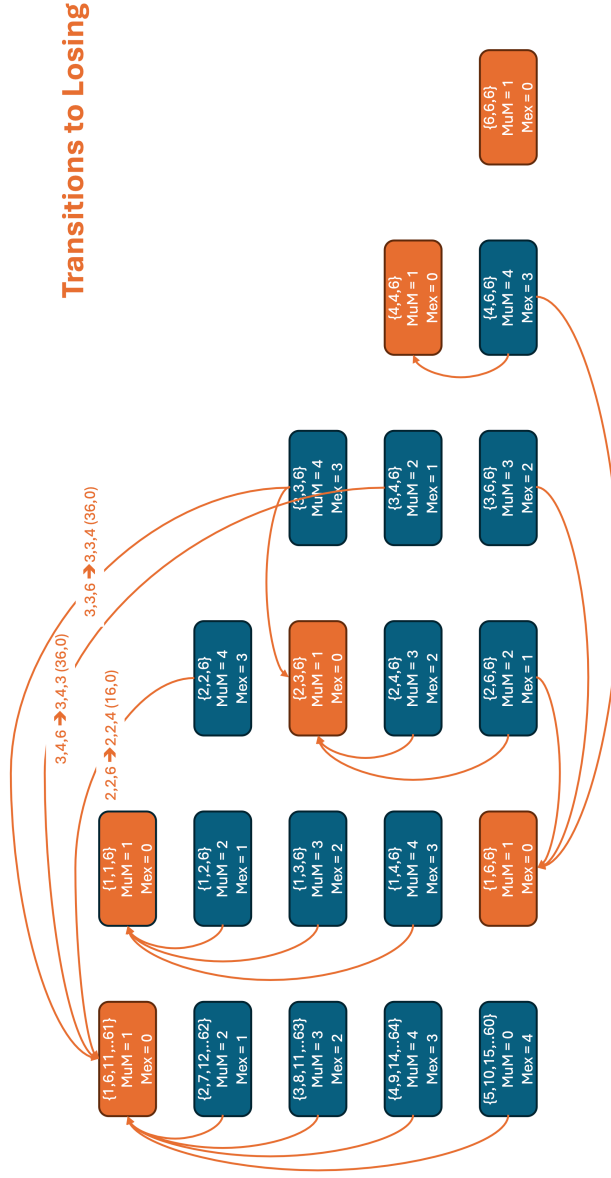 Transitions to Losing
3,4,6 ➔ 3,4,3 (36,0)
3,3,6 ➔ 3,3,4 (36,0)
2,2,6 ➔ 2,2,4 (16,0)
{1,6,11,...61}
MuM = 1
Mex = 0
{2,7,12,..62}
MuM = 2
Mex = 1
{3,8,11,..63}
MuM = 3
Mex = 2
{4,9,14,..64}
MuM = 4
Mex = 3
{5,10,15,..60}
MuM = 0
Mex = 4
{1,1,6}
MuM = 1
Mex = 0
{1,2,6}
MuM = 2
Mex = 1
{1,3,6}
MuM = 3
Mex = 2
{1,4,6}
MuM = 4
Mex = 3
{1,6,6}
MuM = 1
Mex = 0
{2,2,6}
MuM = 4
Mex = 3
{2,3,6}
MuM = 1
Mex = 0
{2,4,6}
MuM = 3
Mex = 2
{2,6,6}
MuM = 2
Mex = 1
{3,3,6}
MuM = 4
Mex = 3
{3,4,6}
MuM = 2
Mex = 1
{3,6,6}
MuM = 3
Mex = 2
{4,4,6}
MuM = 1
Mex = 0
{4,6,6}
MuM = 4
Mex = 3
{6,6,6}
MuM = 1
Mex = 0